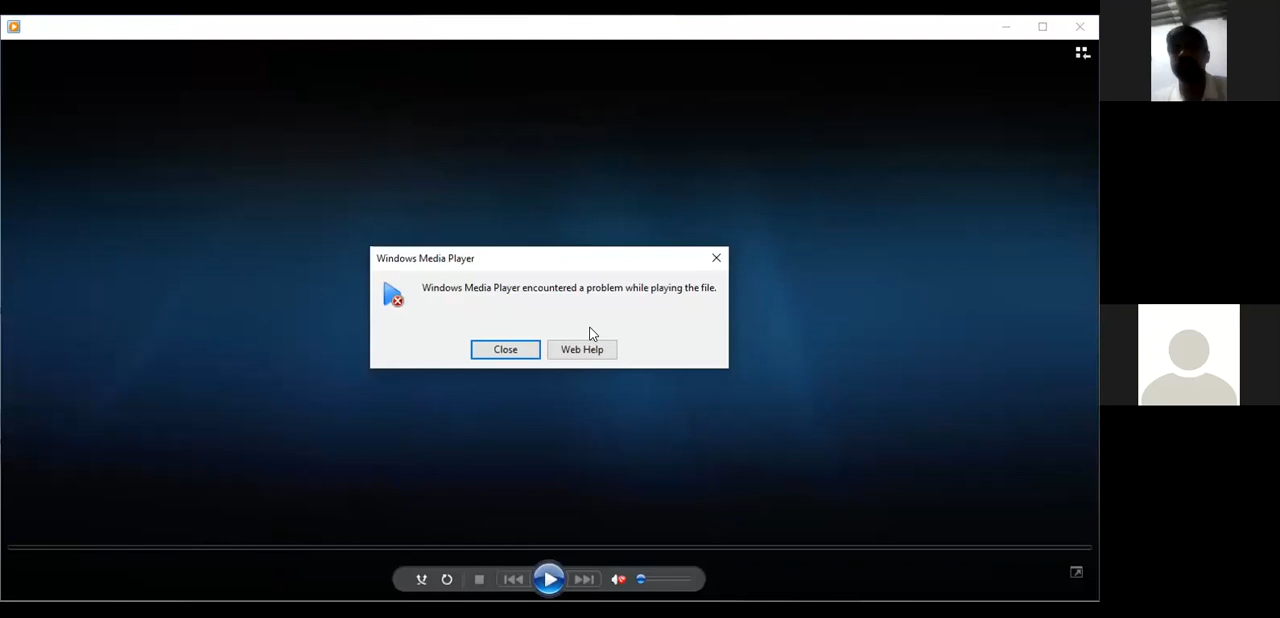 Windows Media Player
Windows Media Player encountered a problem while playing the file.
Close
Web Help